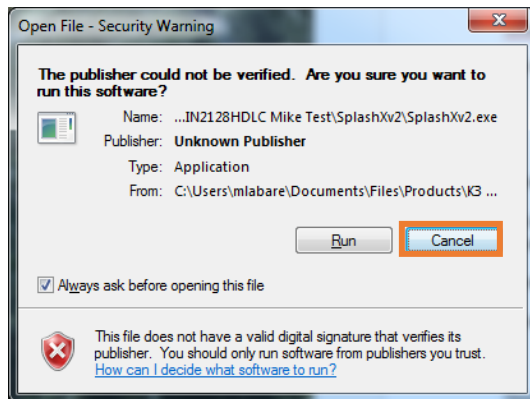 Open File - Security Warning
The publisher could not be verified. Are you sure you want to
run this software?
Name: ...IN2128HDLC Mike Test\SplashXv2\SplashXv2.exe
Publisher: Unknown Publisher
Type: Application
From: C:\Users\mlabare\Documents\Files\Products\K3 ...
Run Cancel
Always ask before opening this file
This file does not have a valid digital signature that verifies its
publisher. You should only run software from publishers you trust.
How can I decide what software to run?